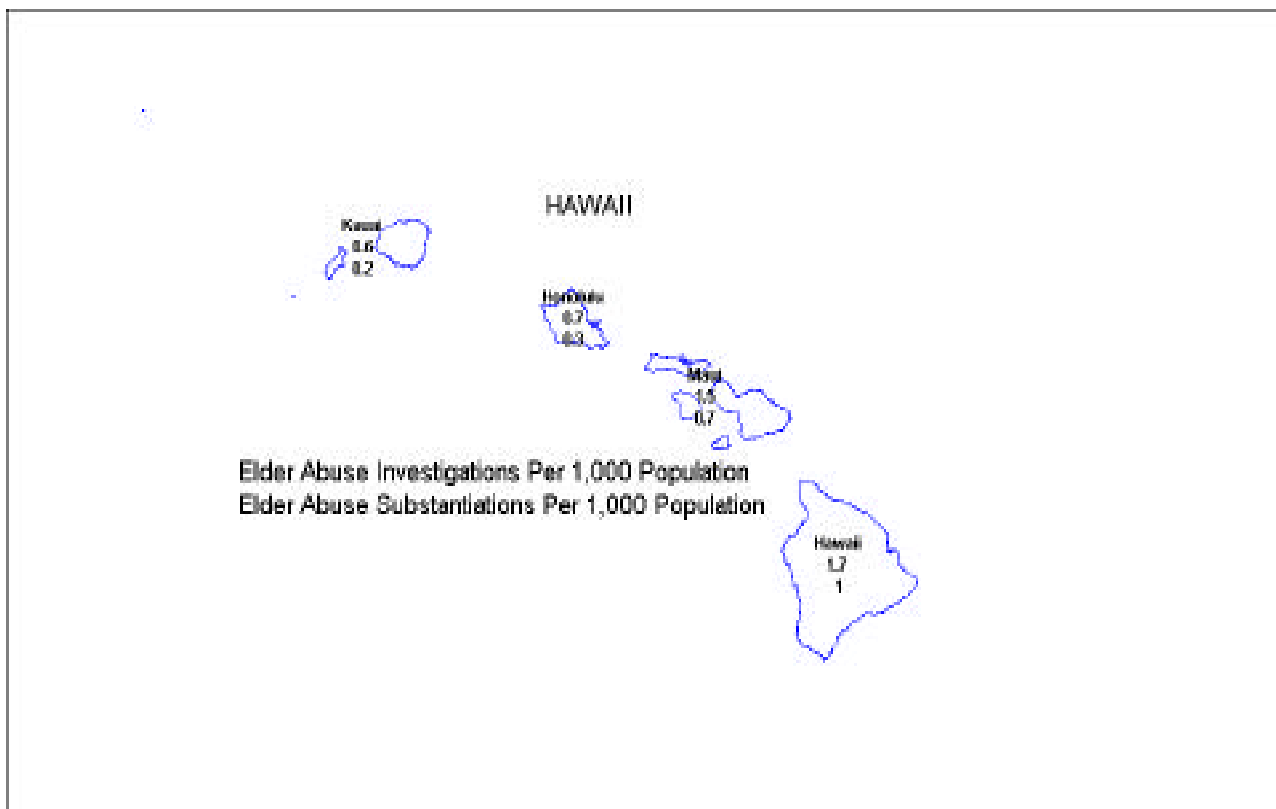 HAWAII
Kauai
0.6
0.2
Honolulu
0.7
0.3
Maui
0.7
Elder Abuse Investigations Per 1,000 Population
Elder Abuse Substantiations Per 1,000 Population
Hawaii
1.7
1